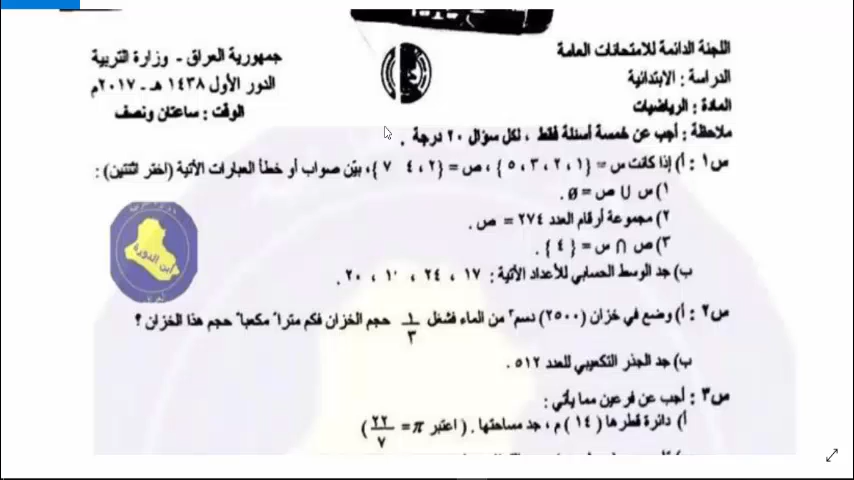 اللجنة الدائمة للامتحانات العامة
الدراسة : الابتدائية
المادة : الرياضيات
جمهورية العراق - وزارة التربية
الدور الأول ١٤٣٨ هـ - ٢٠١٧م
الوقت : ساعتان ونصف
ملاحظة : أجب عن خمسة أسئلة فقط ، لكل سؤال ٢٠ درجة .
س١ : أ) إذا كانت س = {١ ، ٢ ، ٣ ، ٥} ، ص = {٢ ، ٤ ٧} ، بيّن صواب أو خطأ العبارات الآتية (اختر اثنتين) :
١) س ∪ ص = ø .
٢) مجموعة أرقام العدد ٢٧٤ = ص .
٣) ص ∩ س = { ٤ } .
ب) جد الوسط الحسابي للأعداد الآتية : ١٧ ، ٢٤ ، ، ٢٠ .
س٢ : أ) وضع في خزان (٢٥٠٠) دسم٣ من الماء فشغل ١/٣ حجم الخزان فكم متراً مكعباً حجم هذا الخزان ؟
ب) جد الجذر التكعيبي للعدد ٥١٢ .
س٣ : أجب عن فرعين مما يأتي :
أ) دائرة قطرها (١٤) م ، جد مساحتها . ( اعتبر π = ٢٢/٧ )
ابن الدورة